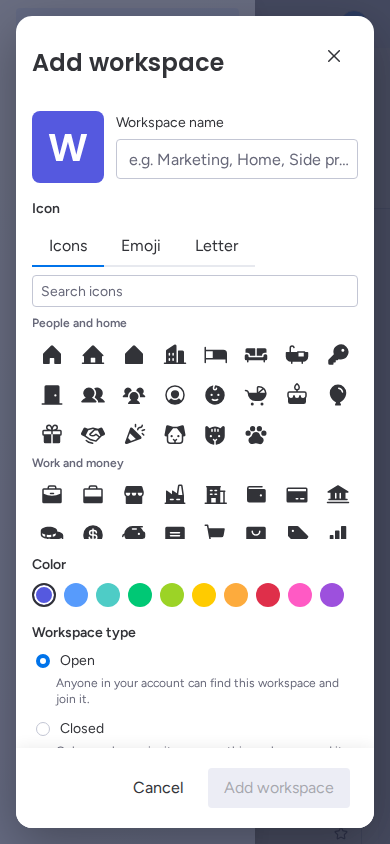 Add workspace
W
Workspace name
e.g. Marketing, Home, Side pr...
Icon
Icons
Emoji
Letter
Search icons
People and home
Work and money
Color
Workspace type
Open
Anyone in your account can find this workspace and
join it.
Closed
Cancel
Add workspace